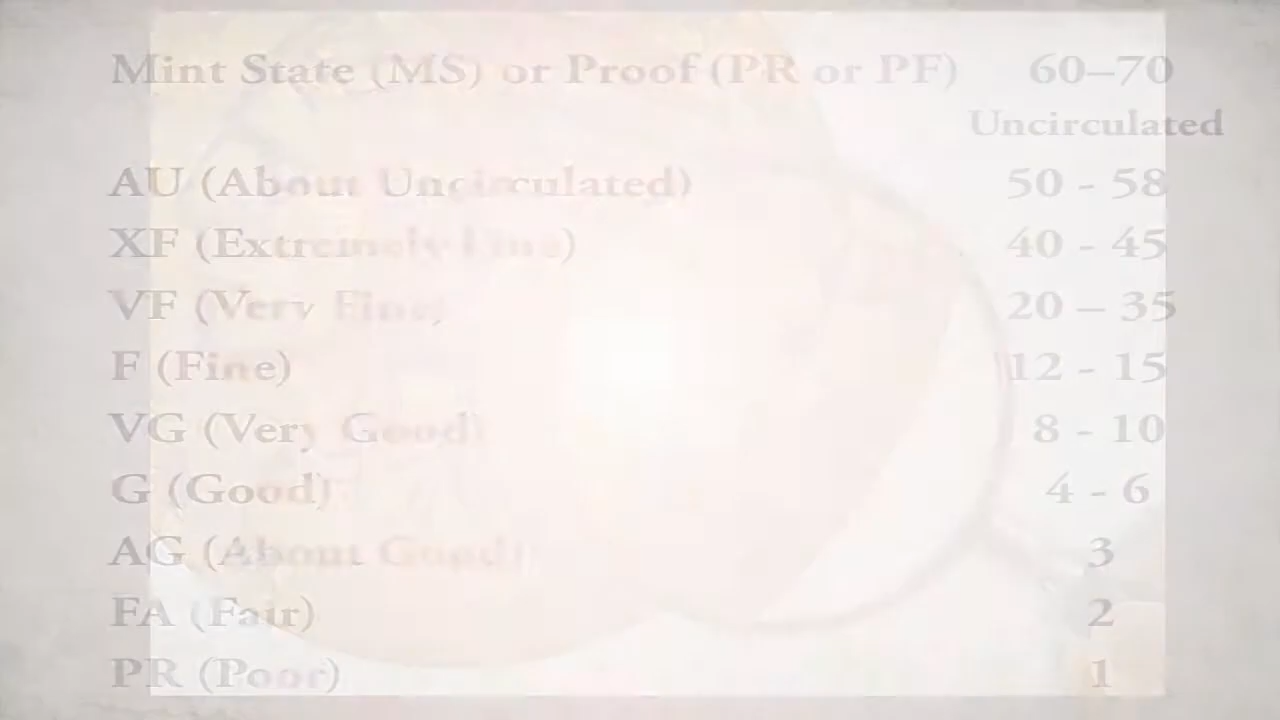 Mint State (MS) or Proof (PR or PF) 60–70
Uncirculated
AU (About Uncirculated) 50 - 58
XF (Extremely Fine) 40 - 45
VF (Very Fine) 20 – 35
F (Fine) 12 - 15
VG (Very Good) 8 - 10
G (Good) 4 - 6
AG (About Good) 3
FA (Fair) 2
PR (Poor) 1